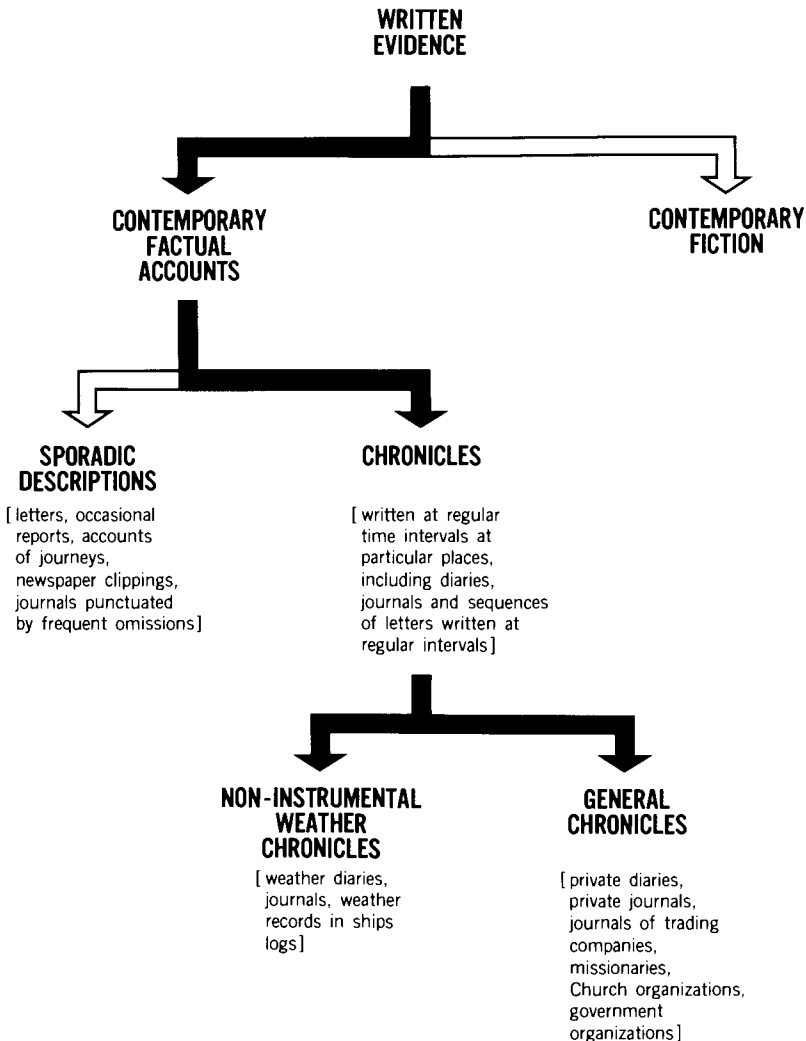 WRITTEN
EVIDENCE
CONTEMPORARY
FACTUAL
ACCOUNTS
CONTEMPORARY
FICTION
SPORADIC
DESCRIPTIONS
[ letters, occasional
reports, accounts
of journeys,
newspaper clippings,
journals punctuated
by frequent omissions]
CHRONICLES
[ written at regular
time intervals at
particular places,
including diaries,
journals and sequences
of letters written at
regular intervals]
NON-INSTRUMENTAL
WEATHER
CHRONICLES
[ weather diaries,
journals, weather
records in ships
logs]
GENERAL
CHRONICLES
[ private diaries,
private journals,
journals of trading
companies,
missionaries,
Church organizations,
government
organizations]